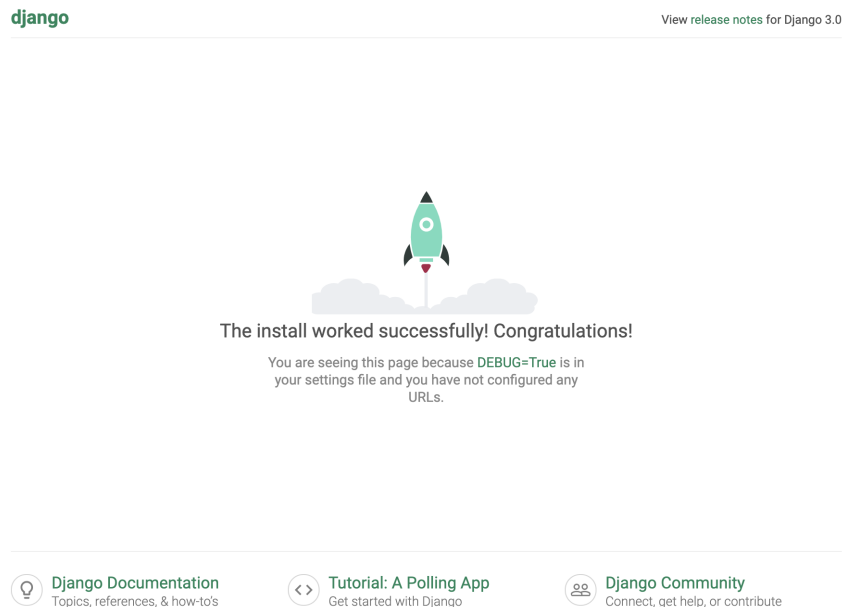 django
View release notes for Django 3.0
The install worked successfully! Congratulations!
You are seeing this page because DEBUG=True is in
your settings file and you have not configured any
URLs.
Django Documentation
Topics, references, & how-to's
Tutorial: A Polling App
Get started with Django
Django Community
Connect, get help, or contribute